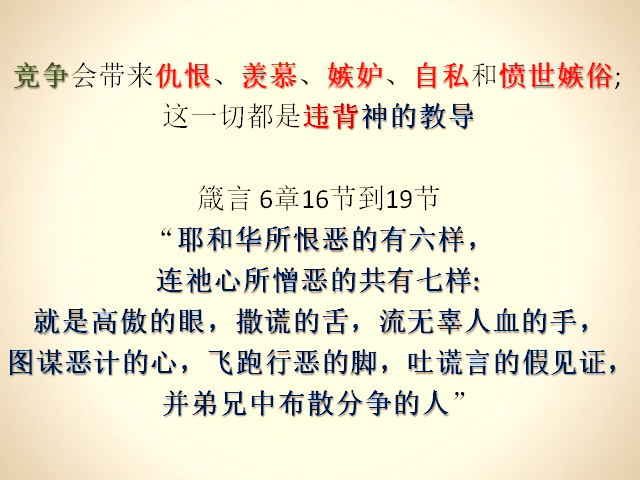 竞争会带来仇恨、羡慕、嫉妒、自私和愤世嫉俗;
这一切都是违背神的教导
箴言 6章16节到19节
“耶和华所恨恶的有六样，
连祂心所憎恶的共有七样:
就是高傲的眼，撒谎的舌，流无辜人血的手，
图谋恶计的心，飞跑行恶的脚，吐谎言的假见证，
并弟兄中布散分争的人”